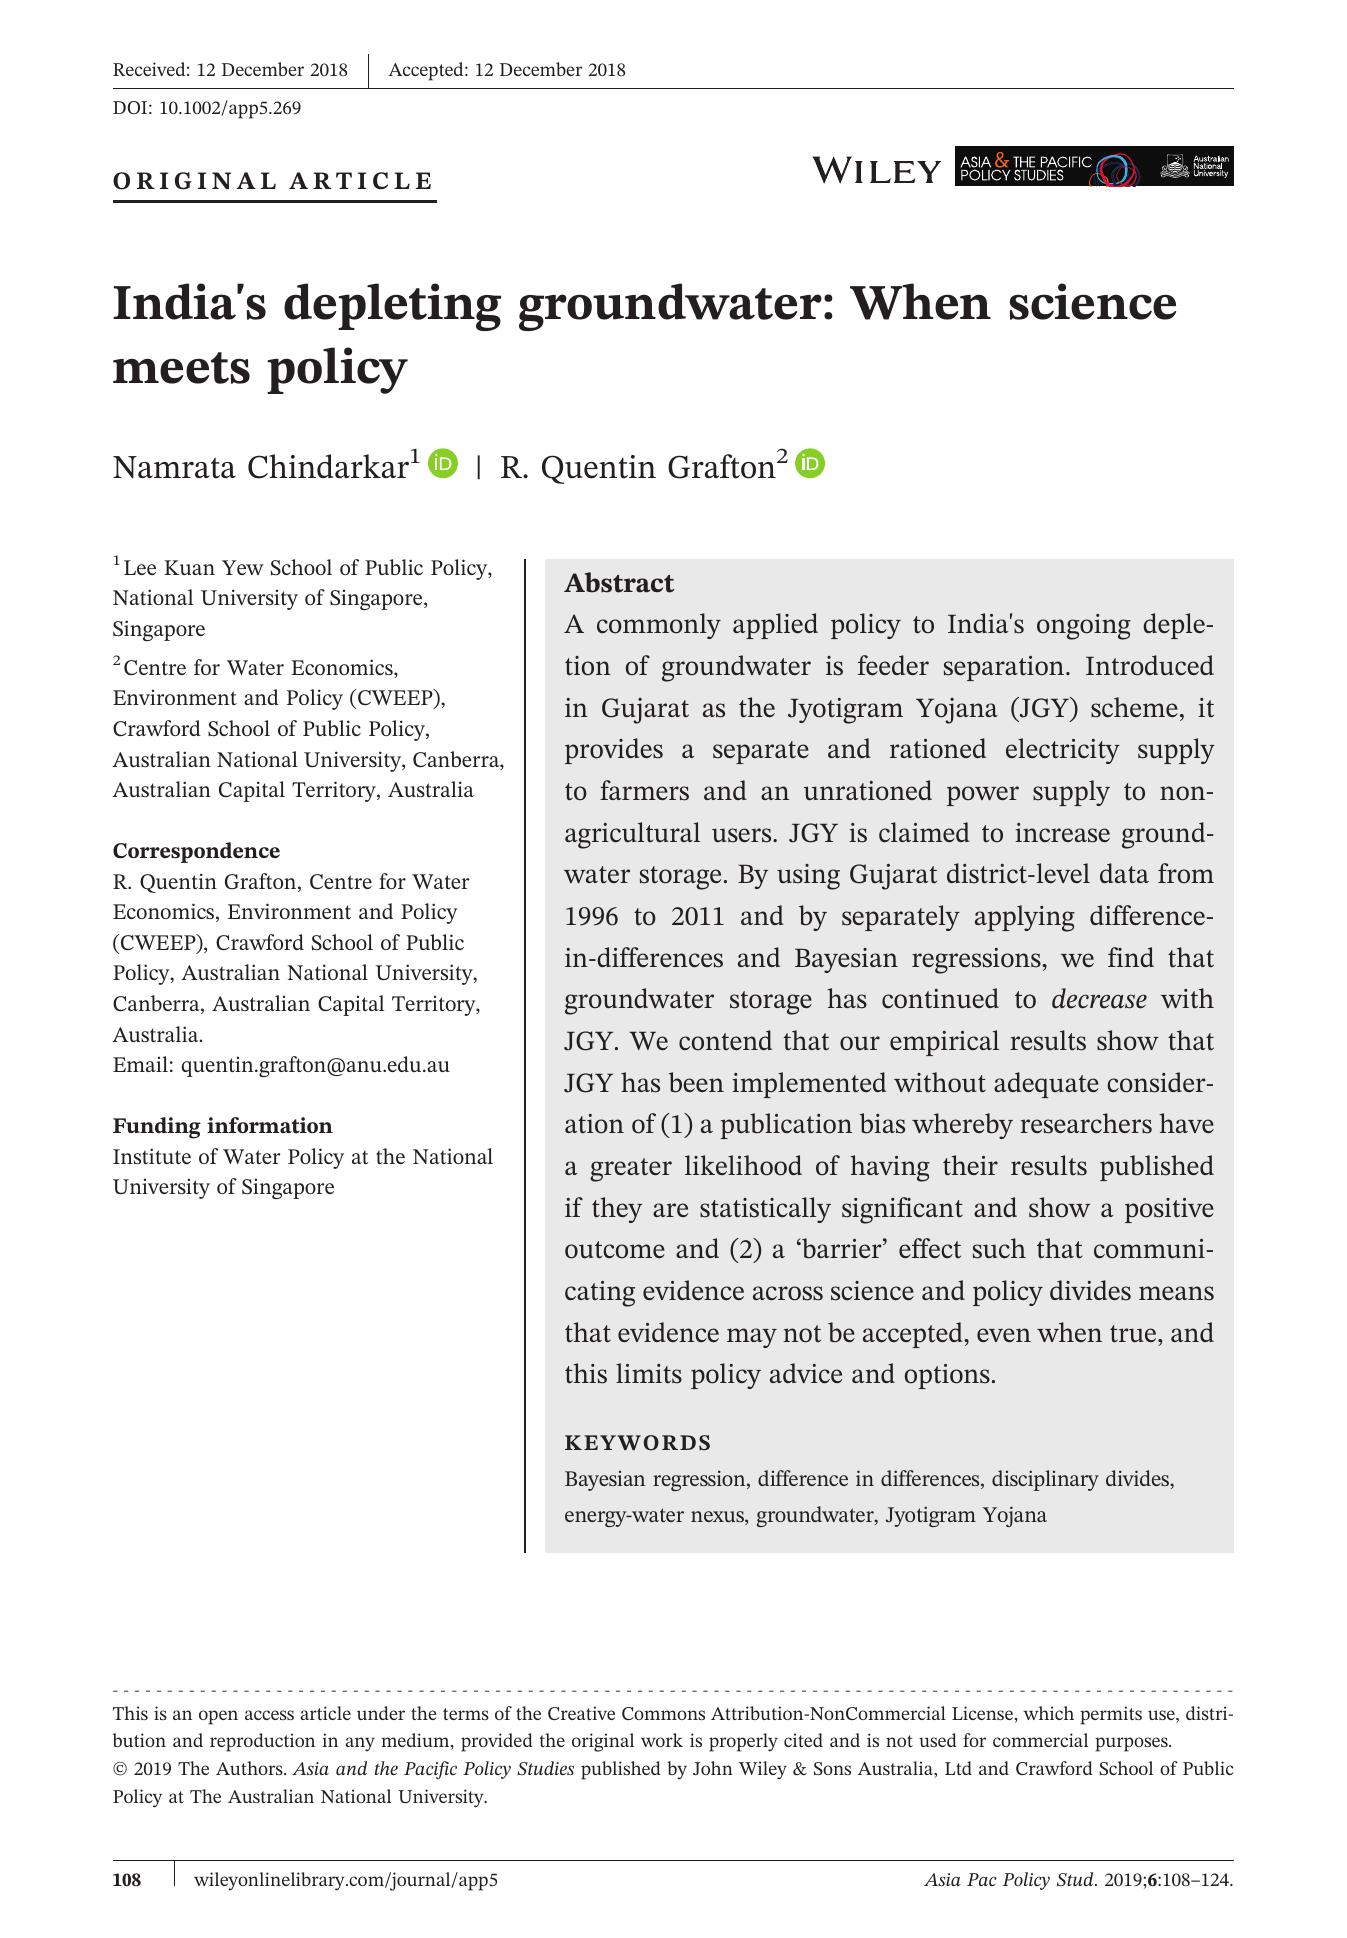 Received: 12 December 2018 | Accepted: 12 December 2018
DOI: 10.1002/app5.269
ORIGINAL ARTICLE
WILEY
ASIA & THE PACIFIC
POLICY STUDIES
Australian
National
University
India's depleting groundwater: When science
meets policy
Namrata Chindarkar1 iD | R. Quentin Grafton2 iD
1 Lee Kuan Yew School of Public Policy,
National University of Singapore,
Singapore
2 Centre for Water Economics,
Environment and Policy (CWEEP),
Crawford School of Public Policy,
Australian National University, Canberra,
Australian Capital Territory, Australia
Correspondence
R. Quentin Grafton, Centre for Water
Economics, Environment and Policy
(CWEEP), Crawford School of Public
Policy, Australian National University,
Canberra, Australian Capital Territory,
Australia.
Email: quentin.grafton@anu.edu.au
Funding information
Institute of Water Policy at the National
University of Singapore
Abstract
A commonly applied policy to India's ongoing deple-
tion of groundwater is feeder separation. Introduced
in Gujarat as the Jyotigram Yojana (JGY) scheme, it
provides a separate and rationed electricity supply
to farmers and an unrationed power supply to non-
agricultural users. JGY is claimed to increase ground-
water storage. By using Gujarat district-level data from
1996 to 2011 and by separately applying difference-
in-differences and Bayesian regressions, we find that
groundwater storage has continued to decrease with
JGY. We contend that our empirical results show that
JGY has been implemented without adequate consider-
ation of (1) a publication bias whereby researchers have
a greater likelihood of having their results published
if they are statistically significant and show a positive
outcome and (2) a ‘barrier’ effect such that communi-
cating evidence across science and policy divides means
that evidence may not be accepted, even when true, and
this limits policy advice and options.
KEYWORDS
Bayesian regression, difference in differences, disciplinary divides,
energy-water nexus, groundwater, Jyotigram Yojana
This is an open access article under the terms of the Creative Commons Attribution-NonCommercial License, which permits use, distri-
bution and reproduction in any medium, provided the original work is properly cited and is not used for commercial purposes.
© 2019 The Authors. Asia and the Pacific Policy Studies published by John Wiley & Sons Australia, Ltd and Crawford School of Public
Policy at The Australian National University.
108 | wileyonlinelibrary.com/journal/app5
Asia Pac Policy Stud. 2019;6:108–124.